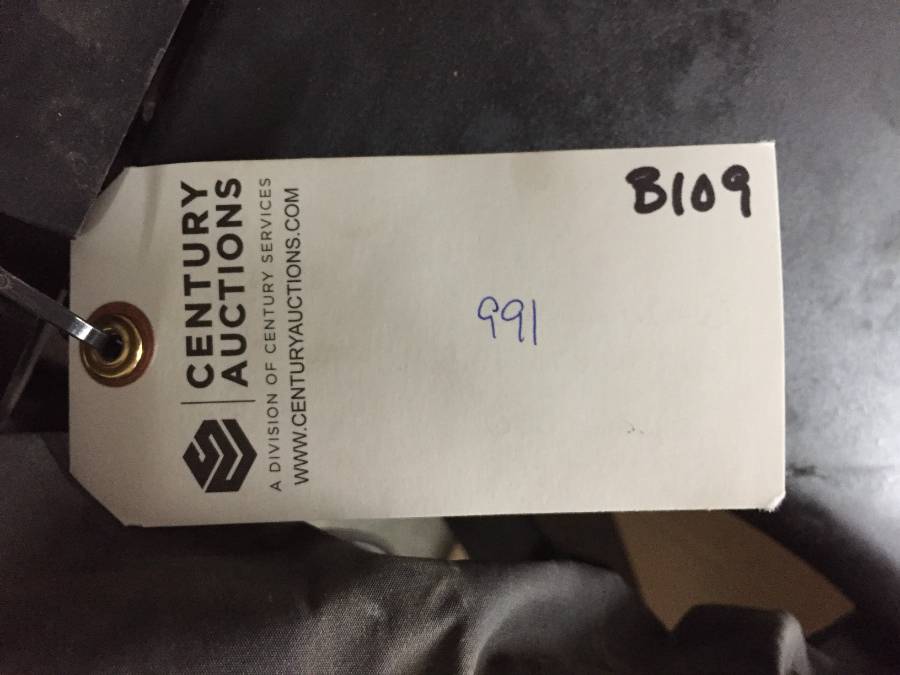 CENTURY
AUCTIONS
A DIVISION OF CENTURY SERVICES
WWW.CENTURYAUCTIONS.COM
991
B109